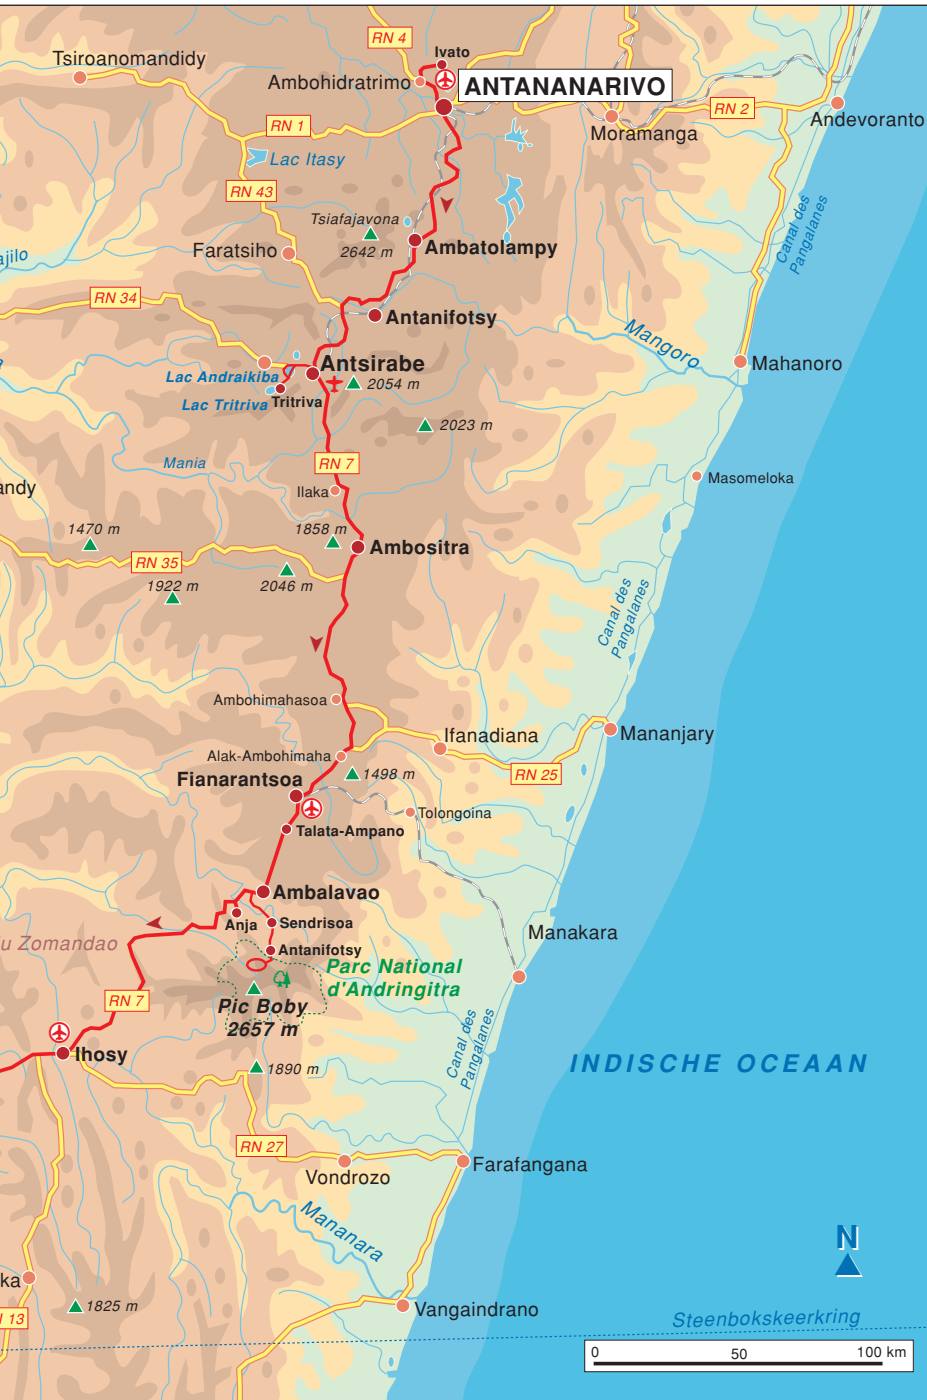 RN 4
Ivato
Tsiroanomandidy
Ambohidratrimo
ANTANANARIVO
RN 2
Andevoranto
RN 1
Moramanga
Lac Itasy
RN 43
Canal des
Pangalanes
Tsiafajavona
2642 m
Faratsiho
Ambatolampy
ajilo
RN 34
Antanifotsy
Mangoro
Mahanoro
Antsirabe
Lac Andraikiba
2054 m
Lac Tritriva
Tritriva
2023 m
Mania
RN 7
Masomeloka
andy
Ilaka
1470 m
1858 m
Ambositra
RN 35
1922 m
2046 m
Canal des
Pangalanes
Ambohimahasoa
Ifanadiana
Mananjary
Alak-Ambohimaha
1498 m
RN 25
Fianarantsoa
Tolongoina
Talata-Ampano
Ambalavao
Anja
Sendrisoa
Manakara
u Zomandao
Antanifotsy
Parc National
d'Andringitra
RN 7
Pic Boby
2657 m
Canal des
Pangalanes
Ihosy
1890 m
INDISCHE OCEAAN
RN 27
Vondrozo
Farafangana
Mananara
N
ka
1825 m
Vangaindrano
13
Steenbokskeerkring
0 50 100 km